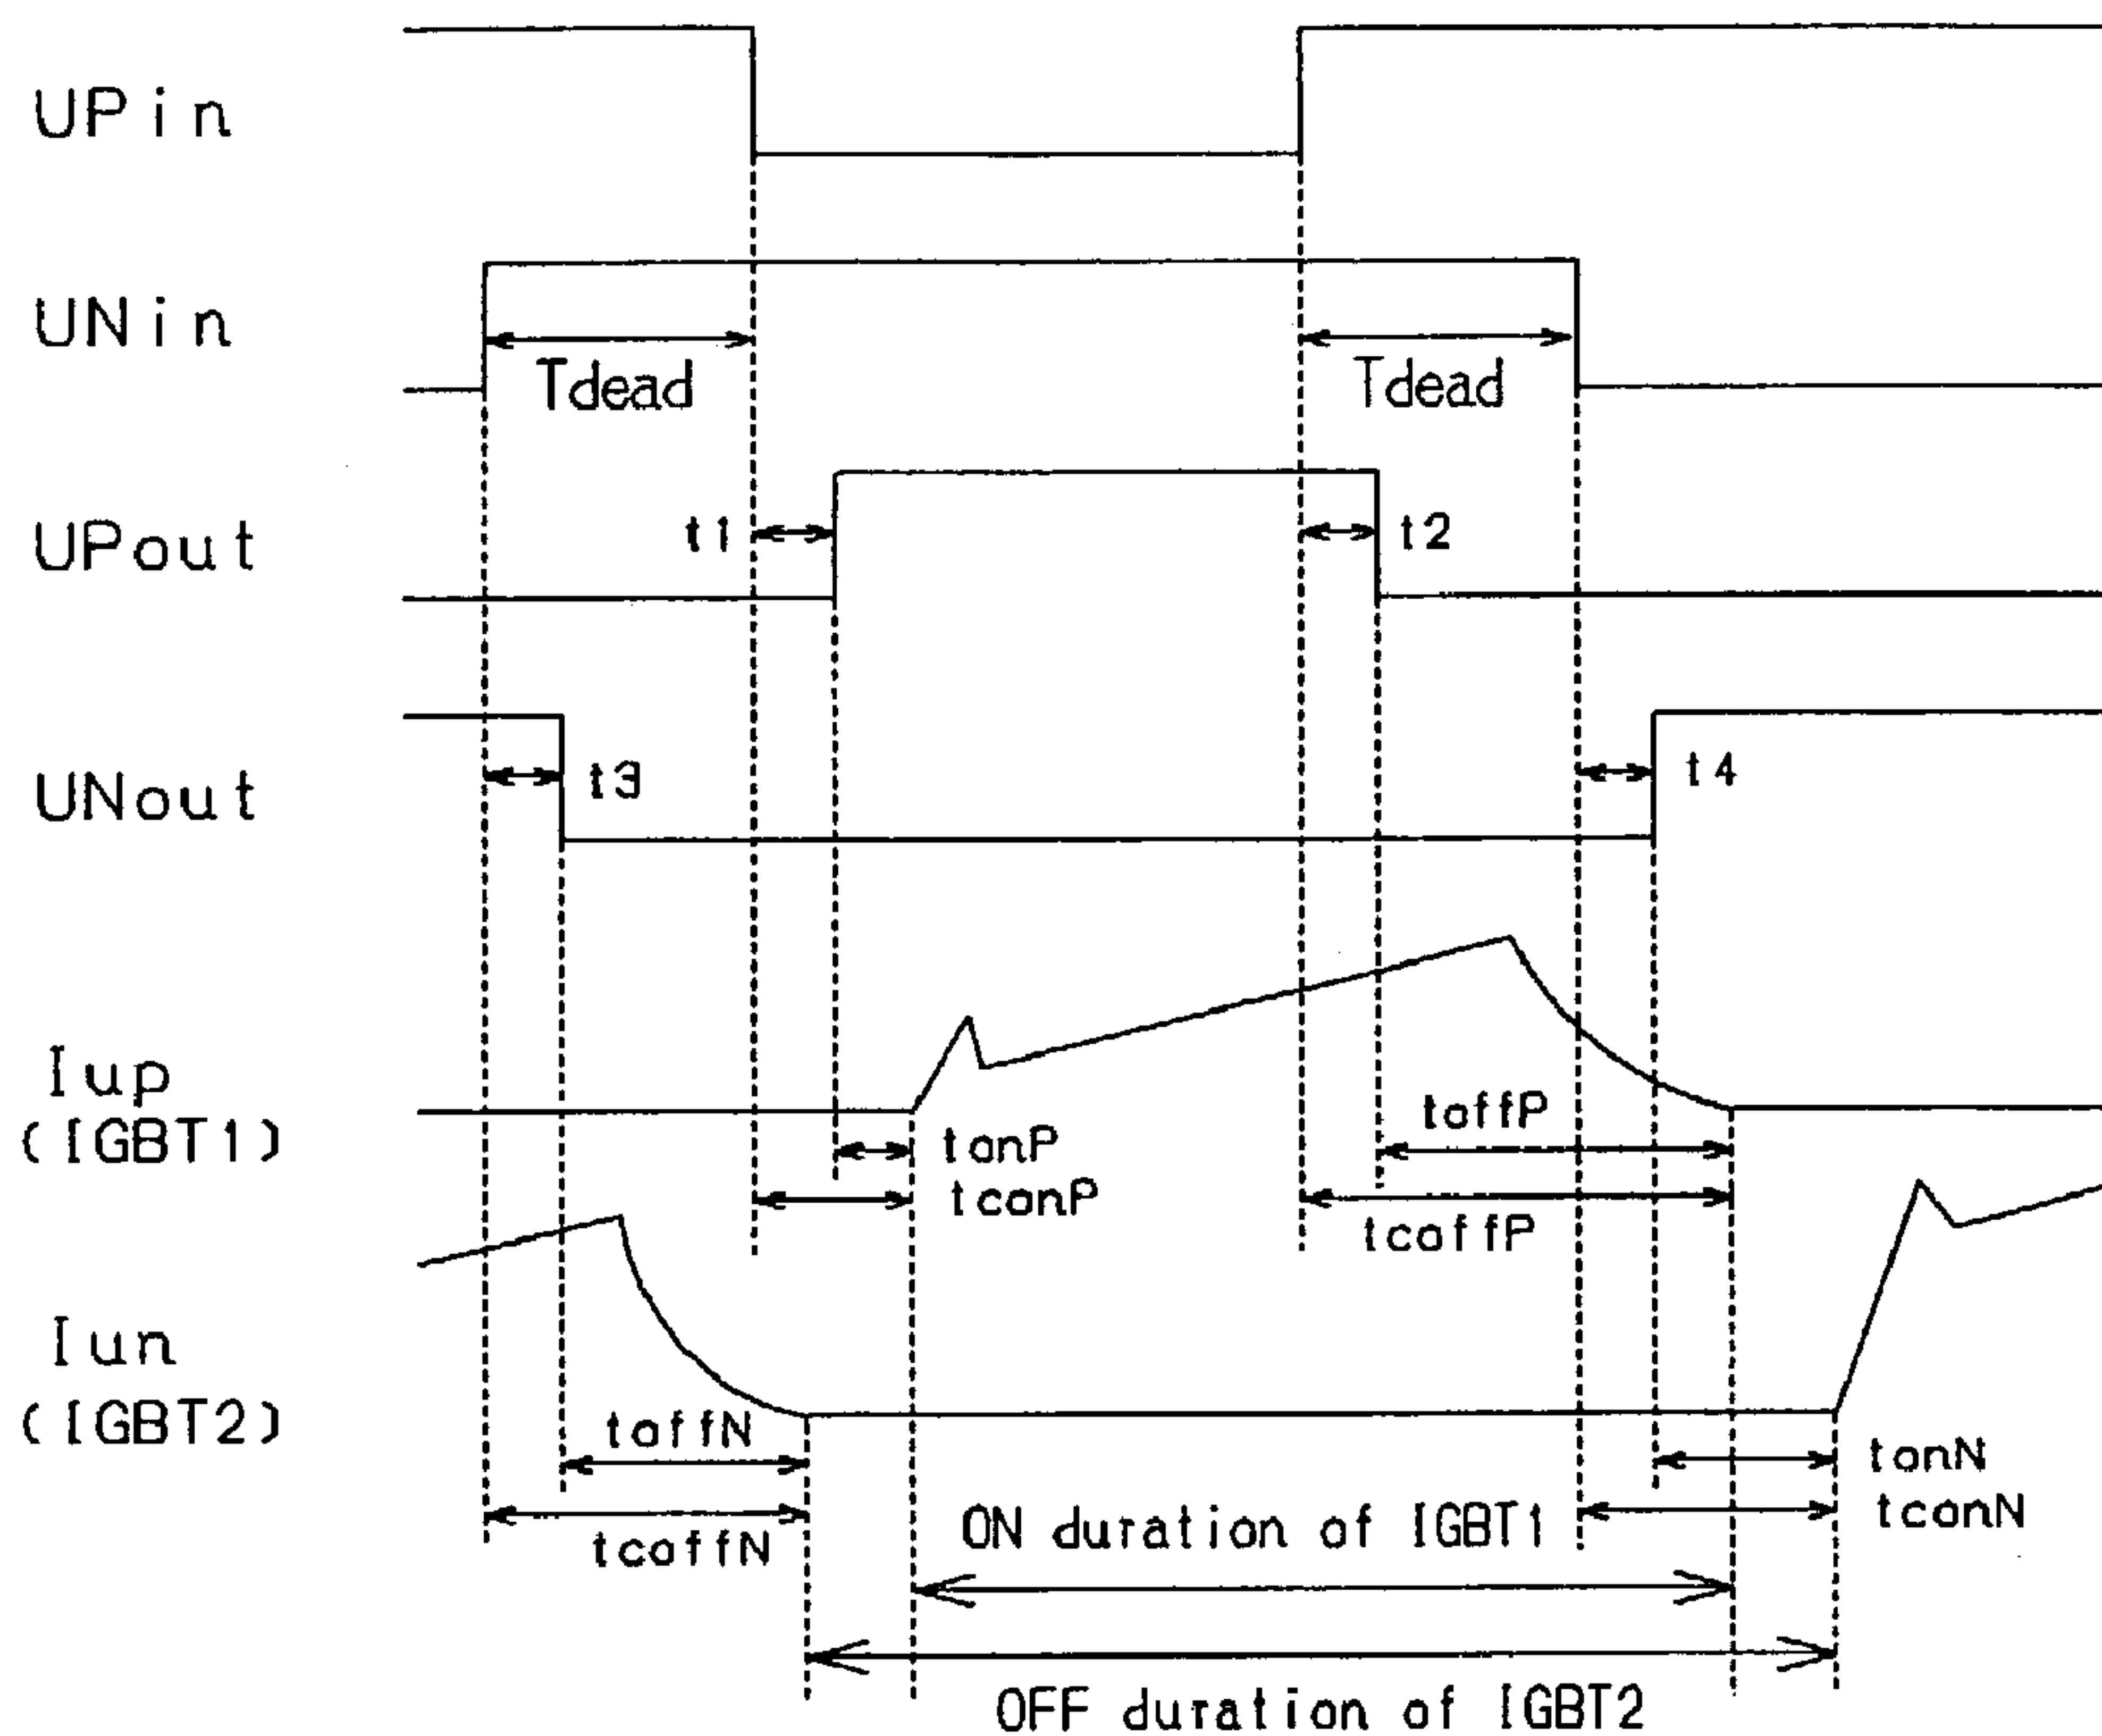 UPin
UNin
Tdead
Tdead
UPout
t1
t2
UNout
t3
t4
Iup
(IGBT1)
tonP
tconP
toffP
tcoffP
Iun
(IGBT2)
toffN
tcoffN
tonN
tconN
ON duration of IGBT1
OFF duration of IGBT2